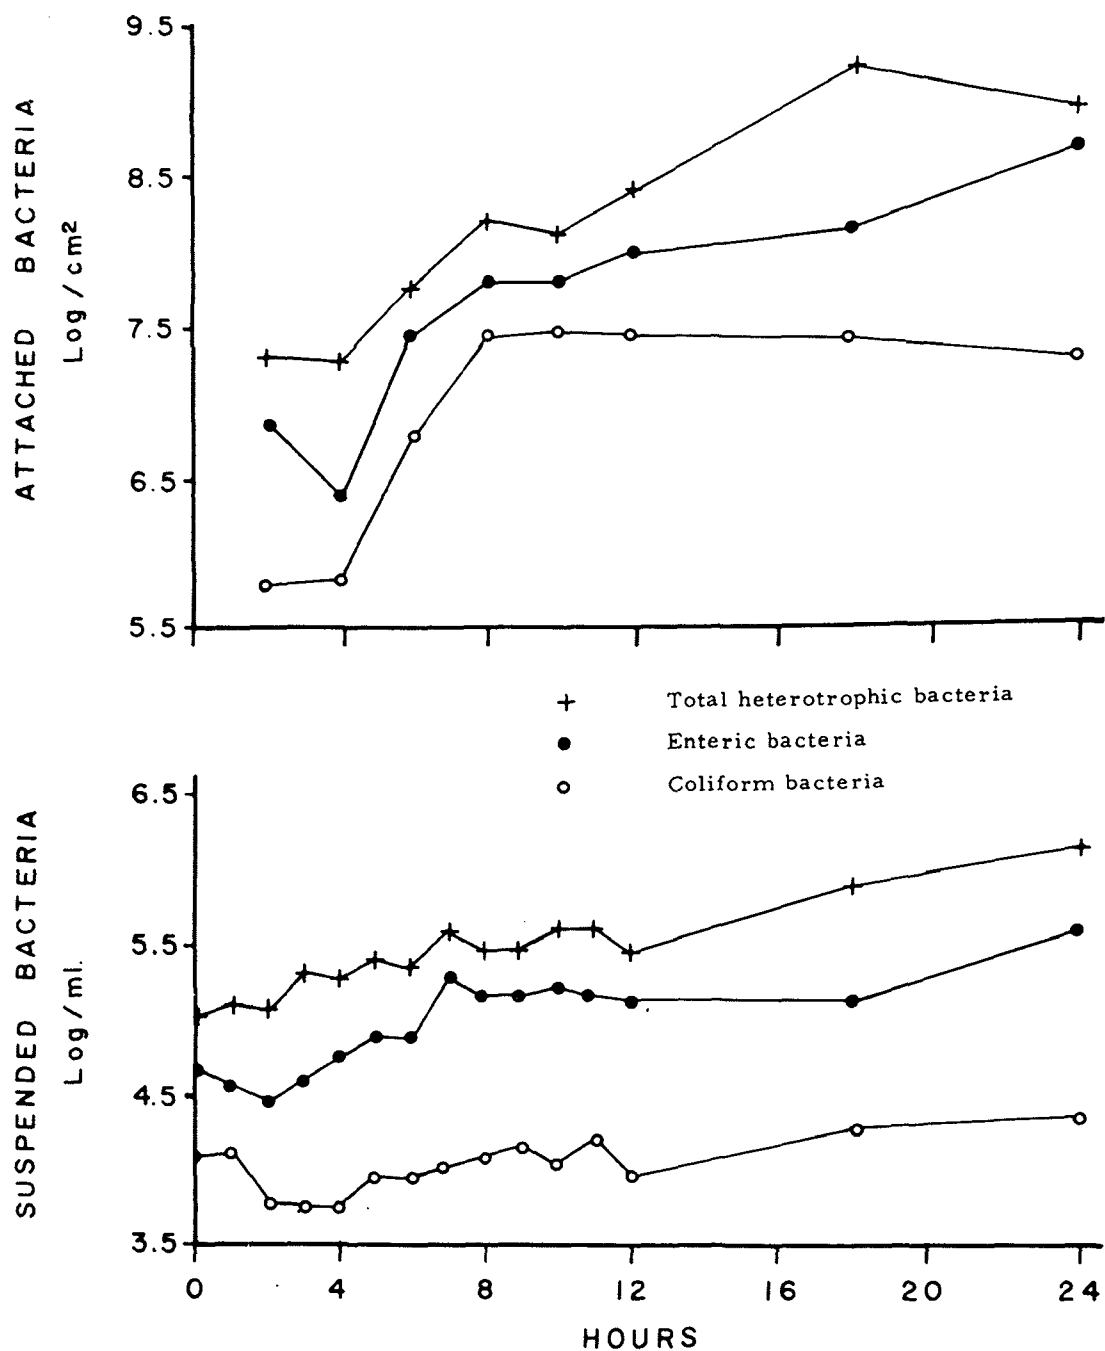 ATTACHED BACTERIA
Log/cm²
9.5
8.5
7.5
6.5
5.5
+ Total heterotrophic bacteria
● Enteric bacteria
○ Coliform bacteria
SUSPENDED BACTERIA
Log/ml.
6.5
5.5
4.5
3.5
0 4 8 12 16 20 24
HOURS